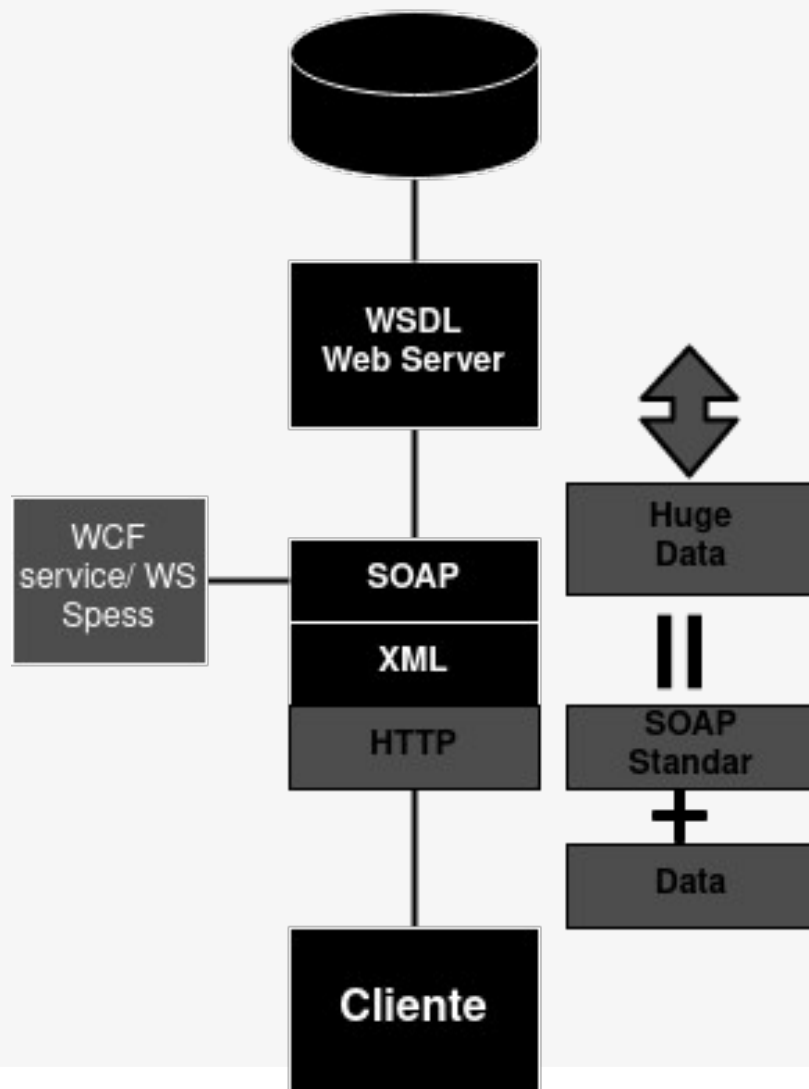 WSDL
Web Server
WCF
service/ WS
Spess
SOAP
XML
HTTP
Cliente
Huge
Data
SOAP
Standar
Data